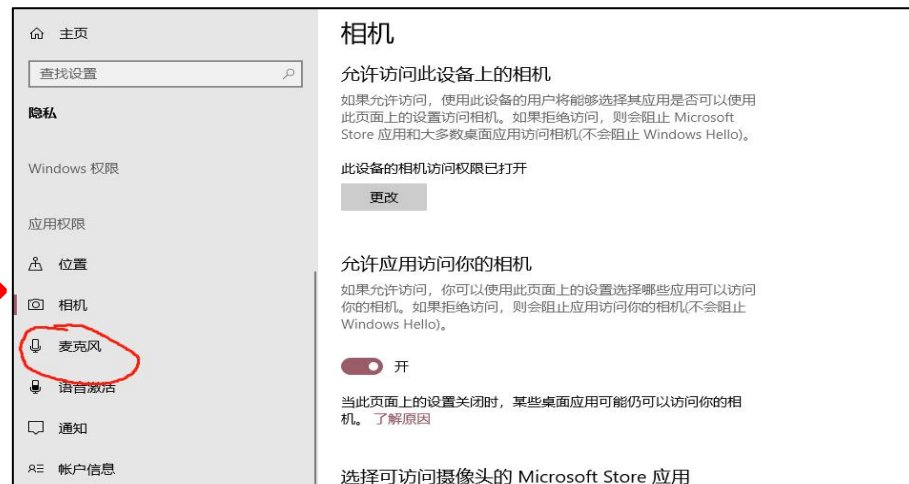 主页
查找设置
隐私
Windows 权限
应用权限
位置
相机
麦克风
语音激活
通知
帐户信息
相机
允许访问此设备上的相机
如果允许访问，使用此设备的用户将能够选择其应用是否可以使用
此页面上的设置访问相机。如果拒绝访问，则会阻止 Microsoft
Store 应用和大多数桌面应用访问相机(不会阻止 Windows Hello)。
此设备的相机访问权限已打开
更改
允许应用访问你的相机
如果允许访问，你可以使用此页面上的设置选择哪些应用可以访问
你的相机。如果拒绝访问，则会阻止应用访问你的相机(不会阻止
Windows Hello)。
开
当此页面上的设置关闭时，某些桌面应用可能仍可以访问你的相
机。 了解原因
选择可访问摄像头的 Microsoft Store 应用